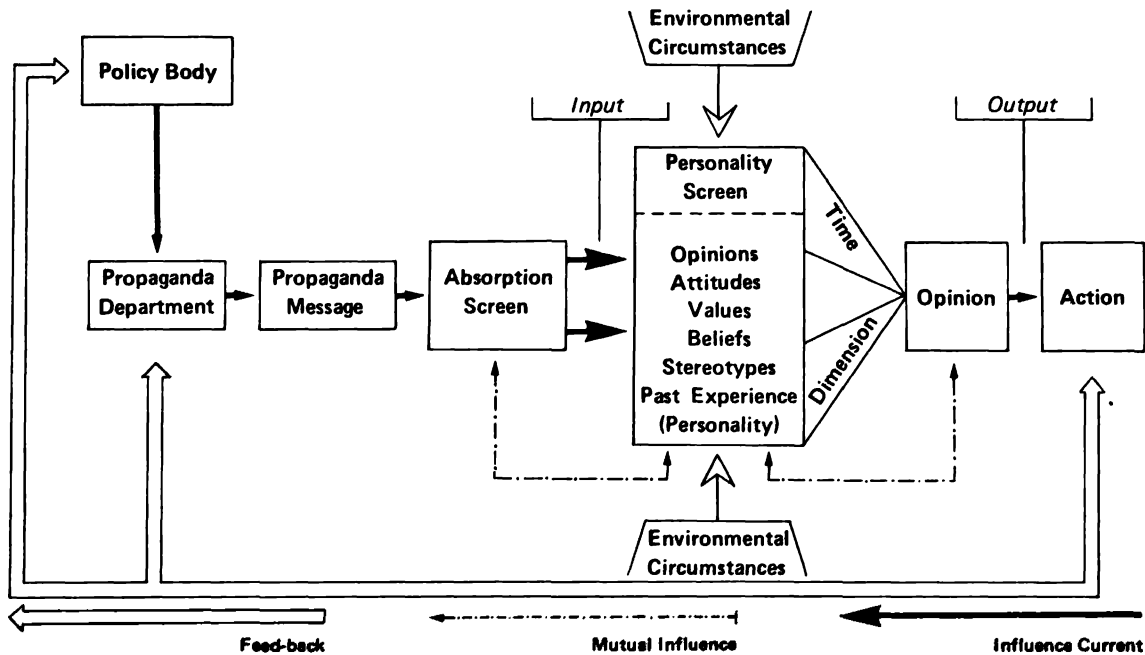 Environmental
Circumstances
Policy Body
Input
Output
Personality
Screen
Time
Propaganda
Department
Propaganda
Message
Absorption
Screen
Opinions
Attitudes
Values
Beliefs
Stereotypes
Past Experience
(Personality)
Dimension
Opinion
Action
Environmental
Circumstances
Feed-back
Mutual Influence
Influence Current